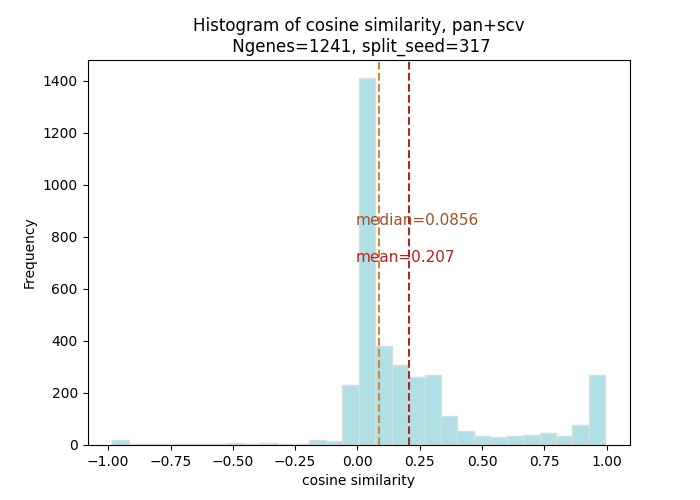 Histogram of cosine similarity, pan+scv
Ngenes=1241, split_seed=317
1400
1200
1000
800
600
400
200
0
Frequency
median=0.0856
mean=0.207
−1.00 −0.75 −0.50 −0.25 0.00 0.25 0.50 0.75 1.00
cosine similarity